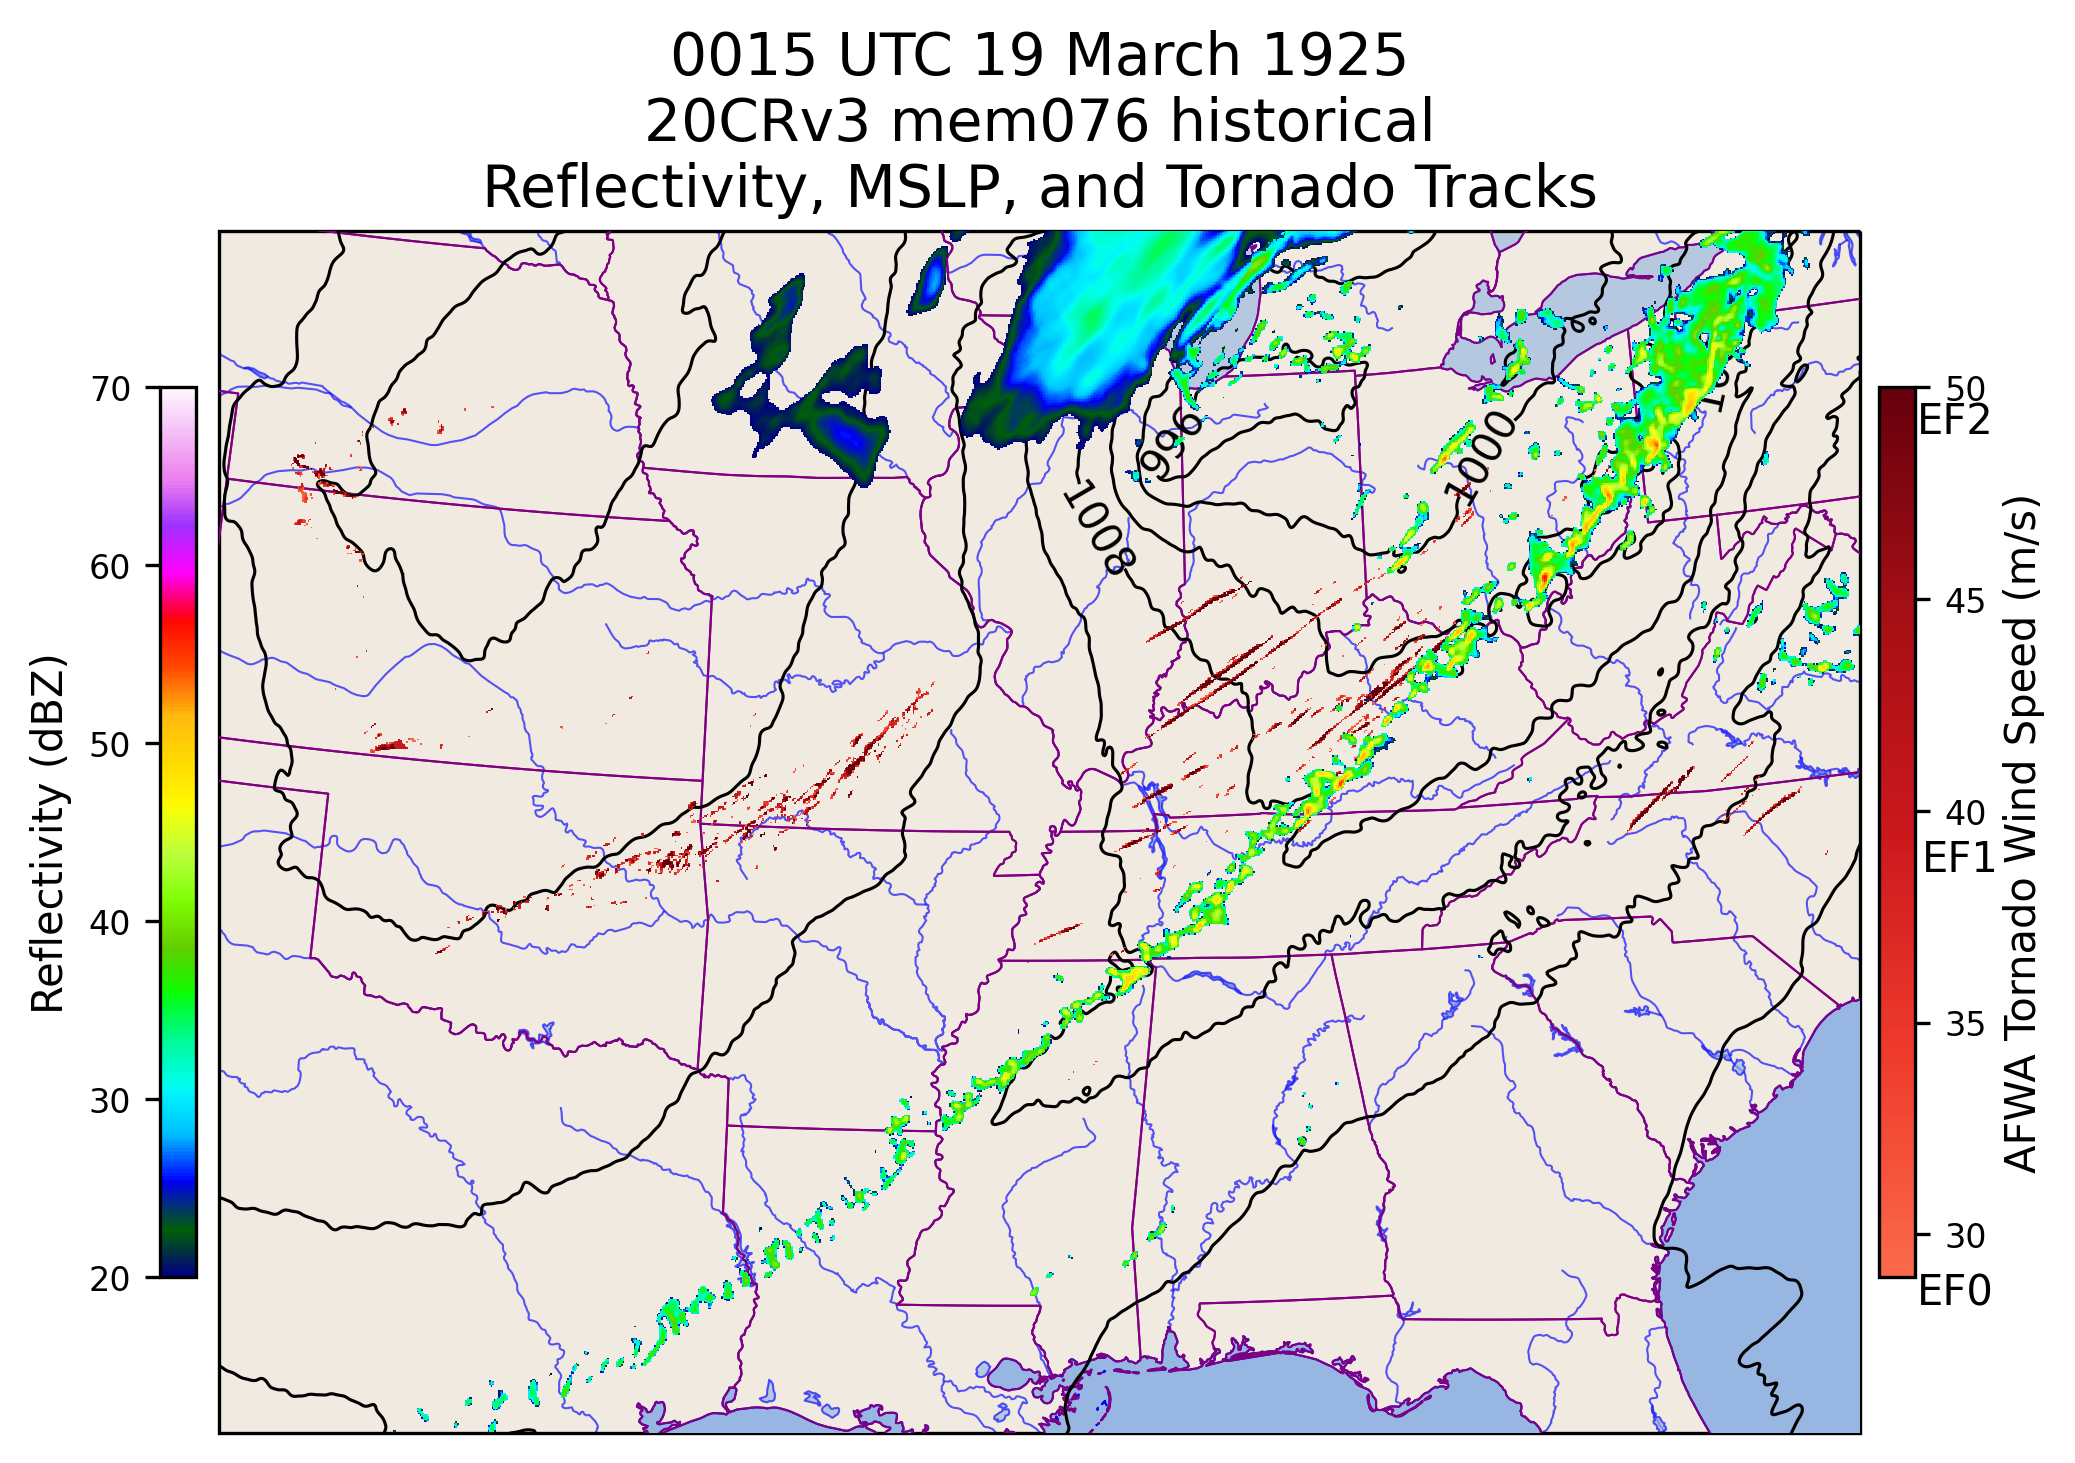 0015 UTC 19 March 1925
20CRv3 mem076 historical
Reflectivity, MSLP, and Tornado Tracks
70
60
50
40
30
20
Reflectivity (dBZ)
996
1000
1008
50
EF2
45
40
EF1
35
30
EF0
AFWA Tornado Wind Speed (m/s)